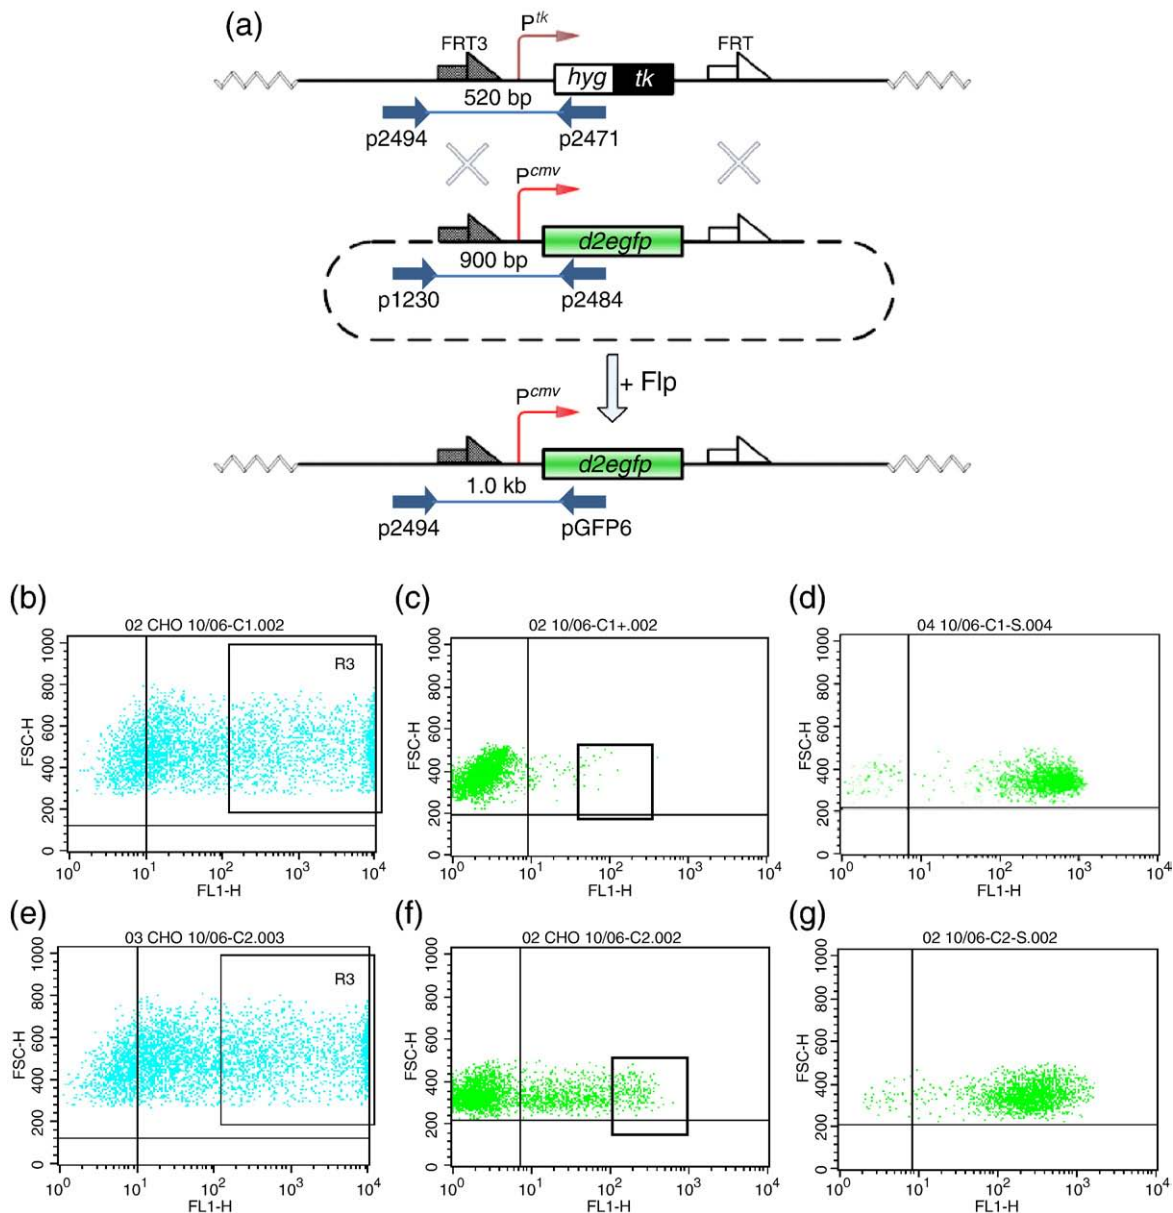 (a)
P^tk
FRT3
FRT
hyg
tk
520 bp
p2494
p2471
P^cmv
d2egfp
900 bp
p1230
p2484
+ Flp
P^cmv
d2egfp
1.0 kb
p2494
pGFP6
(b)
02 CHO 10/06-C1.002
R3
FSC-H
1000
800
600
400
200
0
10^0 10^1 10^2 10^3 10^4
FL1-H
(c)
02 10/06-C1+.002
FSC-H
1000
800
600
400
200
0
10^0 10^1 10^2 10^3 10^4
FL1-H
(d)
04 10/06-C1-S.004
FSC-H
1000
800
600
400
200
0
10^0 10^1 10^2 10^3 10^4
FL1-H
(e)
03 CHO 10/06-C2.003
R3
FSC-H
1000
800
600
400
200
0
10^0 10^1 10^2 10^3 10^4
FL1-H
(f)
02 CHO 10/06-C2.002
FSC-H
1000
800
600
400
200
0
10^0 10^1 10^2 10^3 10^4
FL1-H
(g)
02 10/06-C2-S.002
FSC-H
1000
800
600
400
200
0
10^0 10^1 10^2 10^3 10^4
FL1-H